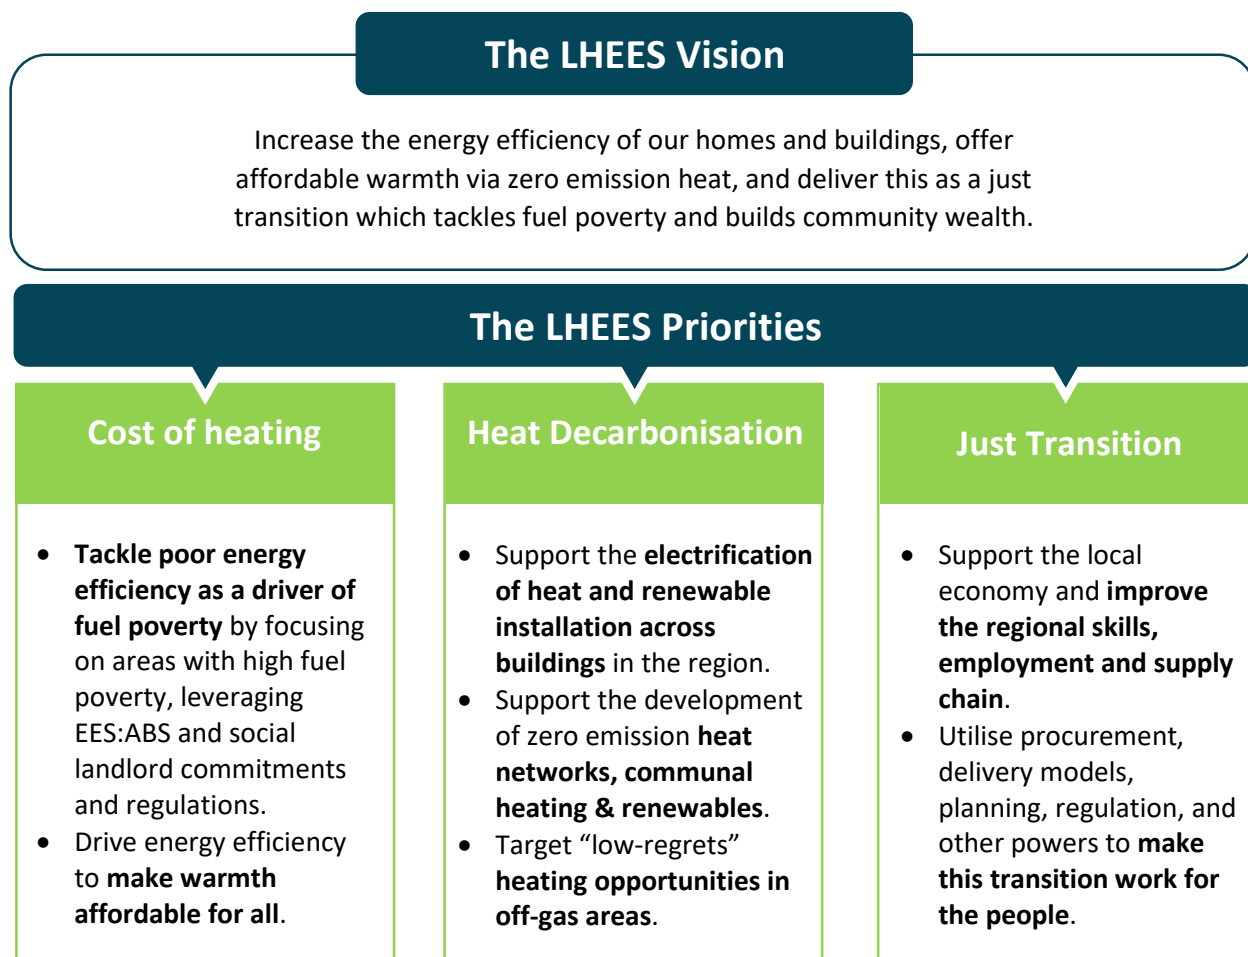 The LHEES Vision
Increase the energy efficiency of our homes and buildings, offer
affordable warmth via zero emission heat, and deliver this as a just
transition which tackles fuel poverty and builds community wealth.
The LHEES Priorities
Cost of heating
• Tackle poor energy
efficiency as a driver of
fuel poverty by focusing
on areas with high fuel
poverty, leveraging
EES:ABS and social
landlord commitments
and regulations.
• Drive energy efficiency
to make warmth
affordable for all.
Heat Decarbonisation
• Support the electrification
of heat and renewable
installation across
buildings in the region.
• Support the development
of zero emission heat
networks, communal
heating & renewables.
• Target “low-regrets”
heating opportunities in
off-gas areas.
Just Transition
• Support the local
economy and improve
the regional skills,
employment and supply
chain.
• Utilise procurement,
delivery models,
planning, regulation, and
other powers to make
this transition work for
the people.